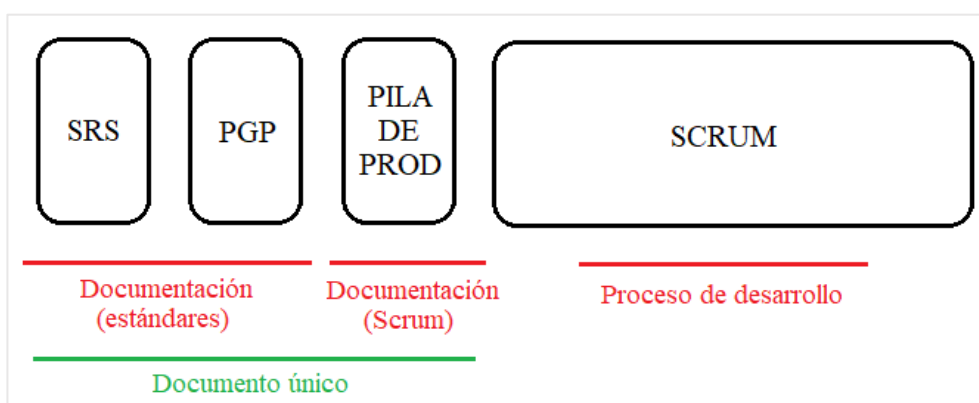 SRS
PGP
PILA
DE
PROD
SCRUM
Documentación
(estándares)
Documentación
(Scrum)
Proceso de desarrollo
Documento único